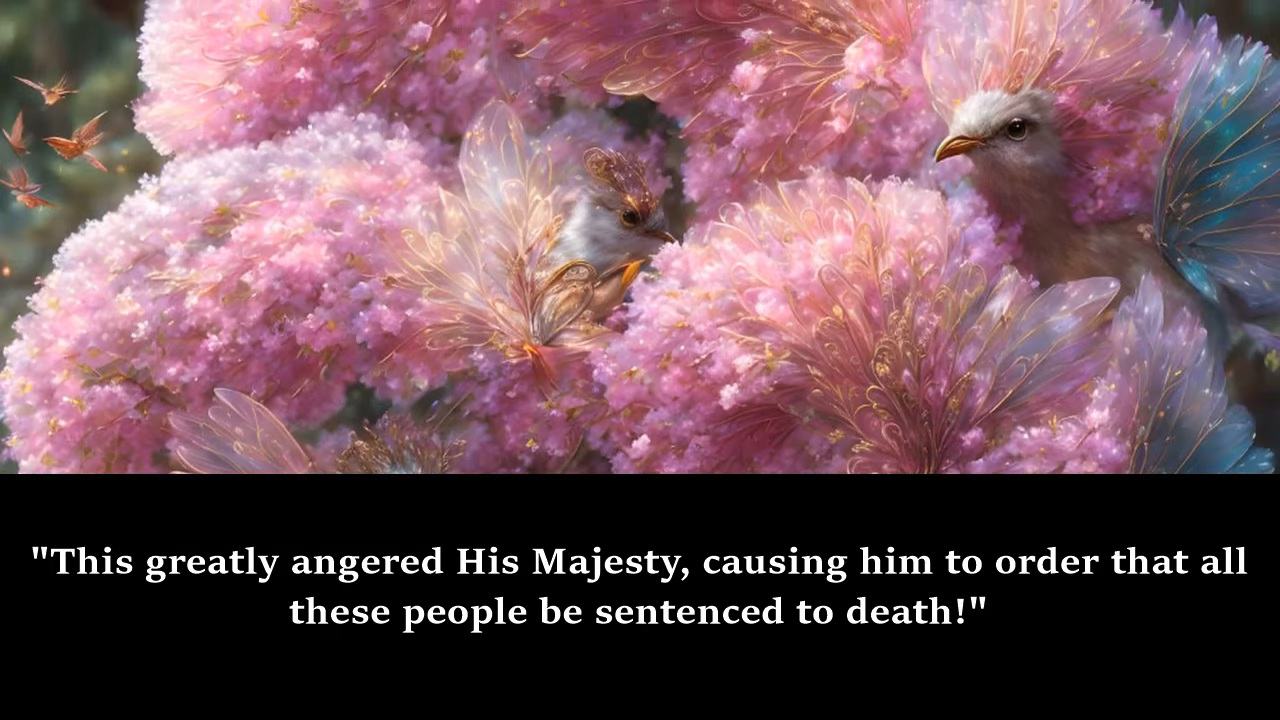 "This greatly angered His Majesty, causing him to order that all
these people be sentenced to death!"